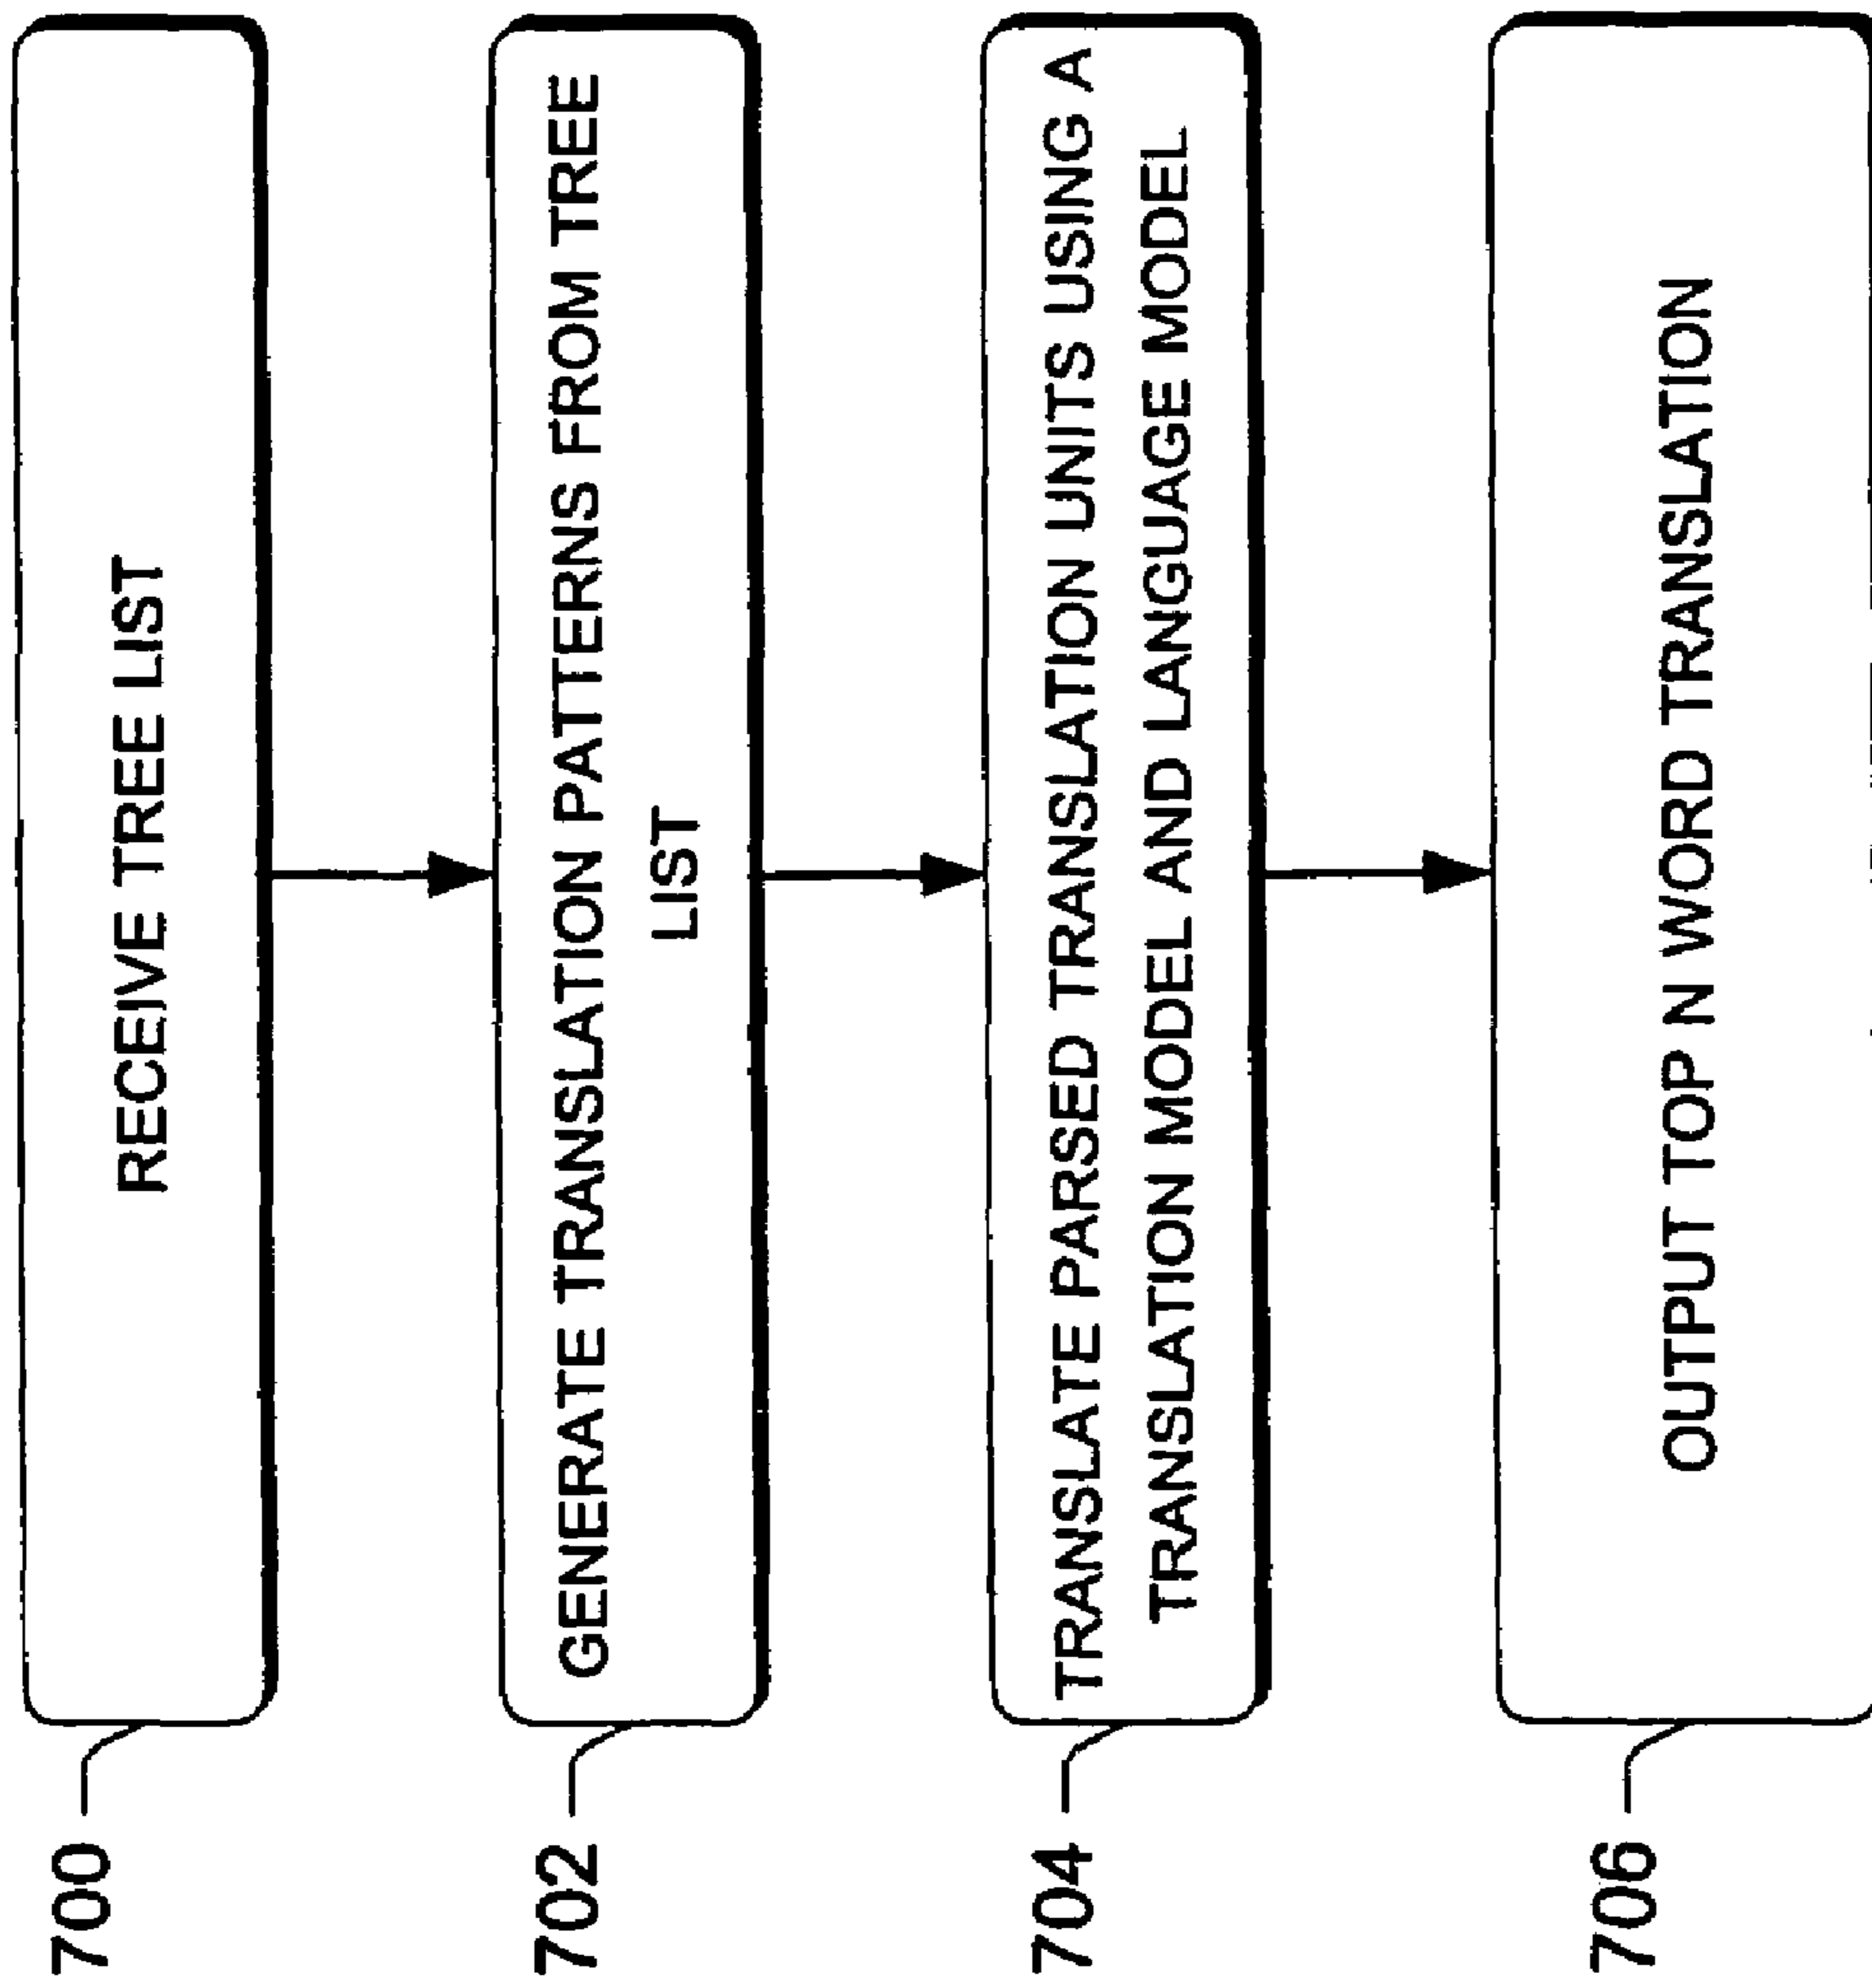 700
RECEIVE TREE LIST
702
GENERATE TRANSLATION PATTERNS FROM TREE
LIST
704
TRANSLATE PARSED TRANSLATION UNITS USING A
TRANSLATION MODEL AND LANGUAGE MODEL
706
OUTPUT TOP N WORD TRANSLATION